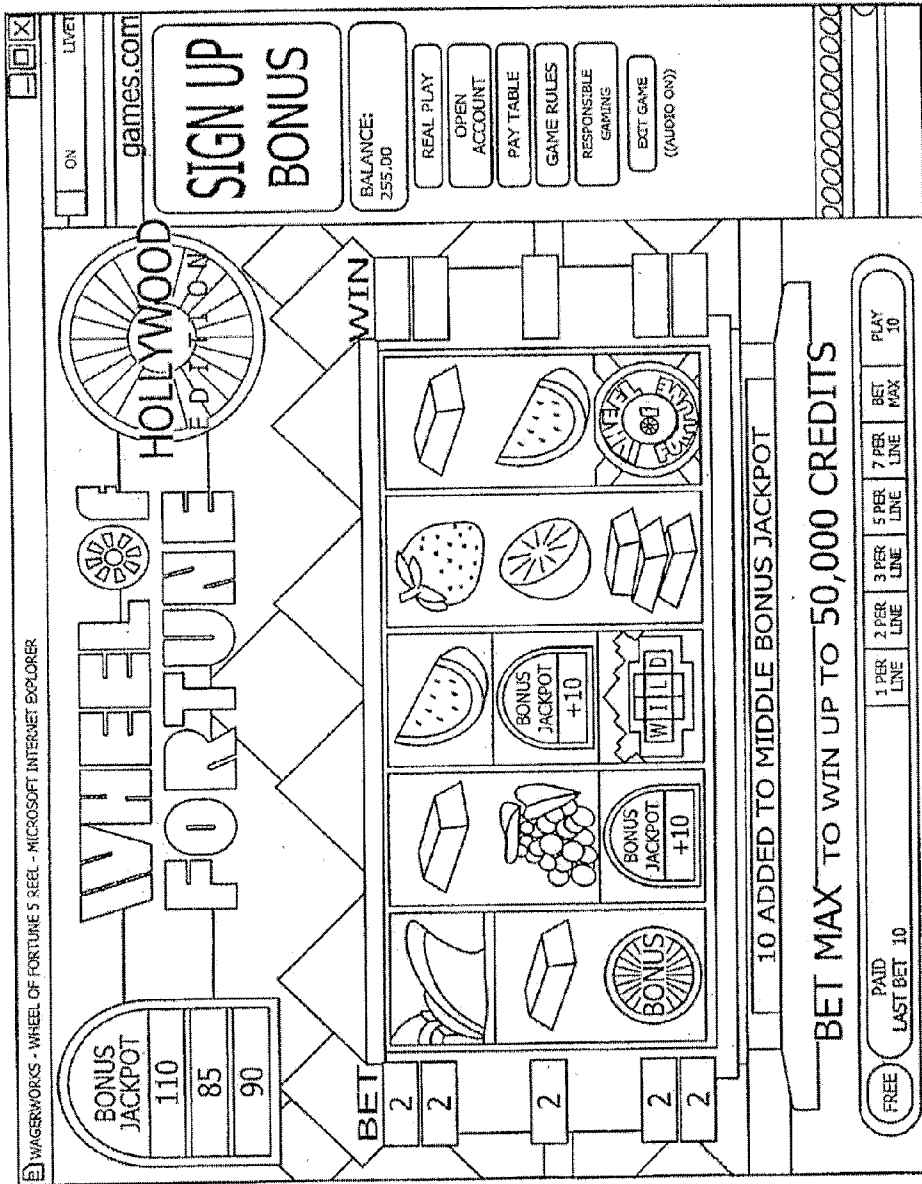 WAGERWORKS - WHEEL OF FORTUNE 5 REEL - MICROSOFT INTERNET EXPLORER
ON LIVE
games.com
BONUS
JACKPOT
110
85
90
WHEEL OF
FORTUNE
HOLLYWOOD
EDITION
SIGN UP
BONUS
BALANCE:
255.00
REAL PLAY
OPEN
ACCOUNT
PAY TABLE
GAME RULES
RESPONSIBLE
GAMING
EXIT GAME
((AUDIO ON))
BET
WIN
2
2
2
2
2
BONUS
JACKPOT
+10
BONUS
BONUS
JACKPOT
+10
WILD
WHEEL
OF
FORTUNE
10 ADDED TO MIDDLE BONUS JACKPOT
BET MAX TO WIN UP TO 50,000 CREDITS
FREE
PAID
LAST BET 10
1 PER
LINE
2 PER
LINE
3 PER
LINE
5 PER
LINE
7 PER
LINE
BET
MAX
PLAY
10